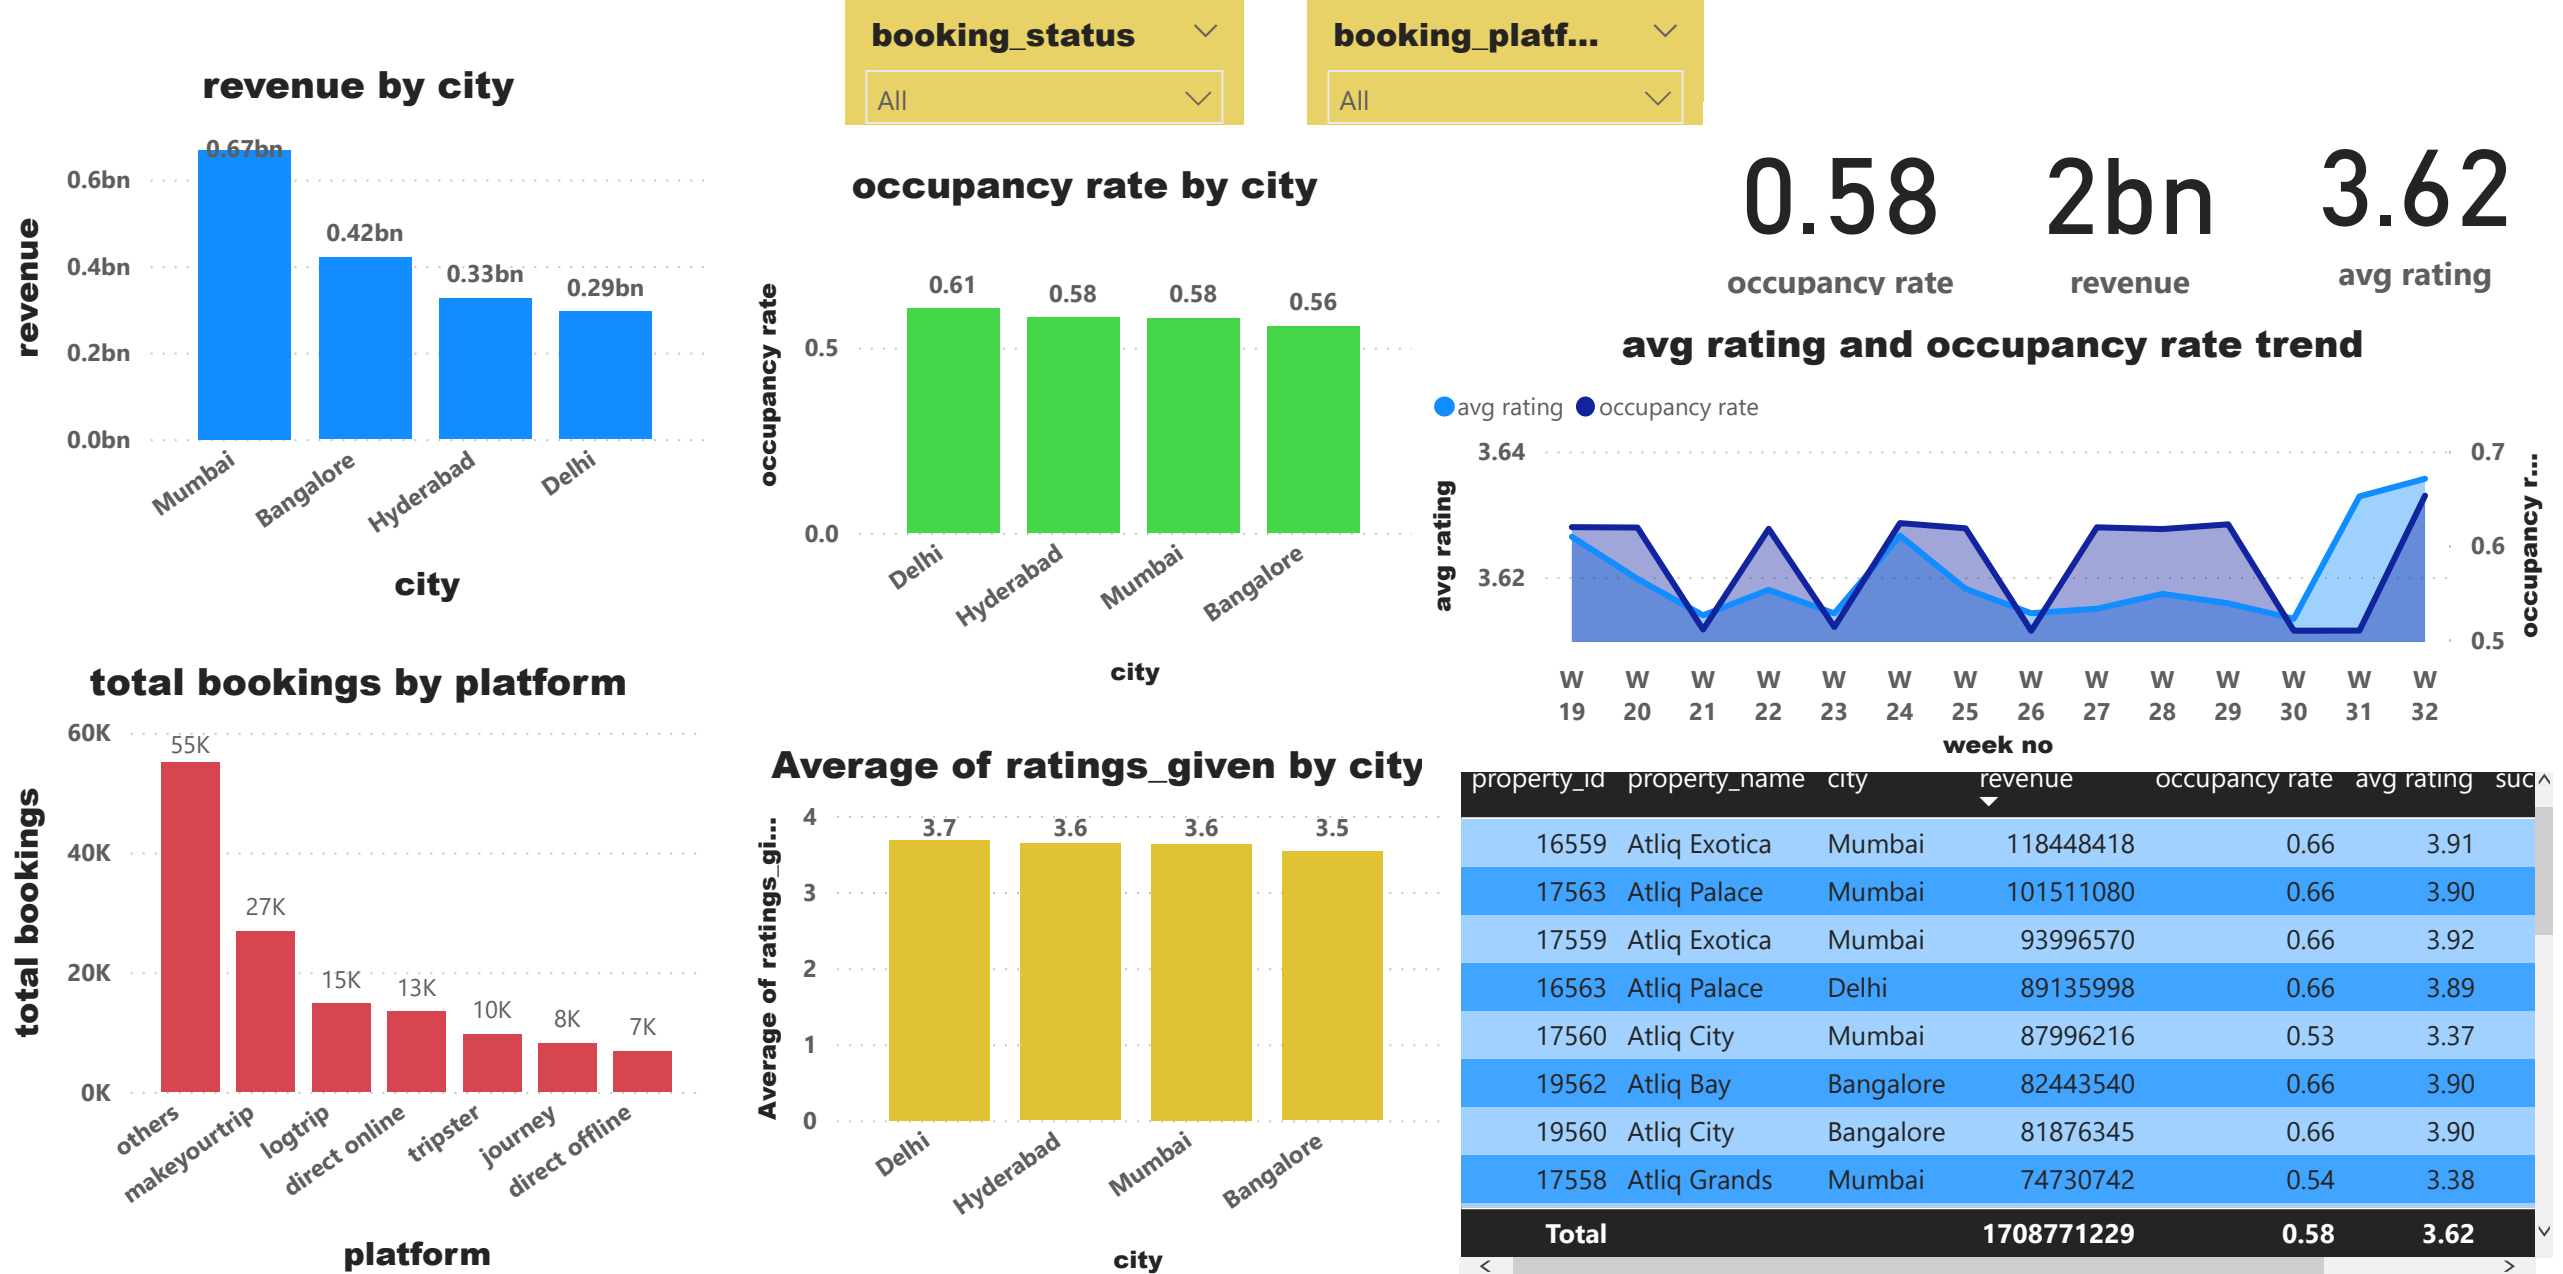 booking_status
All
booking_platf...
All
revenue by city
revenue
0.6bn
0.4bn
0.2bn
0.0bn
0.67bn
0.42bn
0.33bn
0.29bn
Mumbai
Bangalore
Hyderabad
Delhi
city
occupancy rate by city
occupancy rate
0.5
0.0
0.61
0.58
0.58
0.56
Delhi
Hyderabad
Mumbai
Bangalore
city
0.58
occupancy rate
2bn
revenue
3.62
avg rating
avg rating and occupancy rate trend
avg rating occupancy rate
avg rating
3.64
3.62
0.7
0.6
0.5
occupancy r...
W 19
W 20
W 21
W 22
W 23
W 24
W 25
W 26
W 27
W 28
W 29
W 30
W 31
W 32
week no
total bookings by platform
total bookings
60K
40K
20K
0K
55K
27K
15K
13K
10K
8K
7K
others
makeyourtrip
logtrip
direct online
tripster
journey
direct offline
platform
Average of ratings_given by city
Average of ratings_gi...
4
3
2
1
0
3.7
3.6
3.6
3.5
Delhi
Hyderabad
Mumbai
Bangalore
city
property_id property_name city revenue occupancy rate avg rating suc
16559 Atliq Exotica Mumbai 118448418 0.66 3.91
17563 Atliq Palace Mumbai 101511080 0.66 3.90
17559 Atliq Exotica Mumbai 93996570 0.66 3.92
16563 Atliq Palace Delhi 89135998 0.66 3.89
17560 Atliq City Mumbai 87996216 0.53 3.37
19562 Atliq Bay Bangalore 82443540 0.66 3.90
19560 Atliq City Bangalore 81876345 0.66 3.90
17558 Atliq Grands Mumbai 74730742 0.54 3.38
Total 1708771229 0.58 3.62